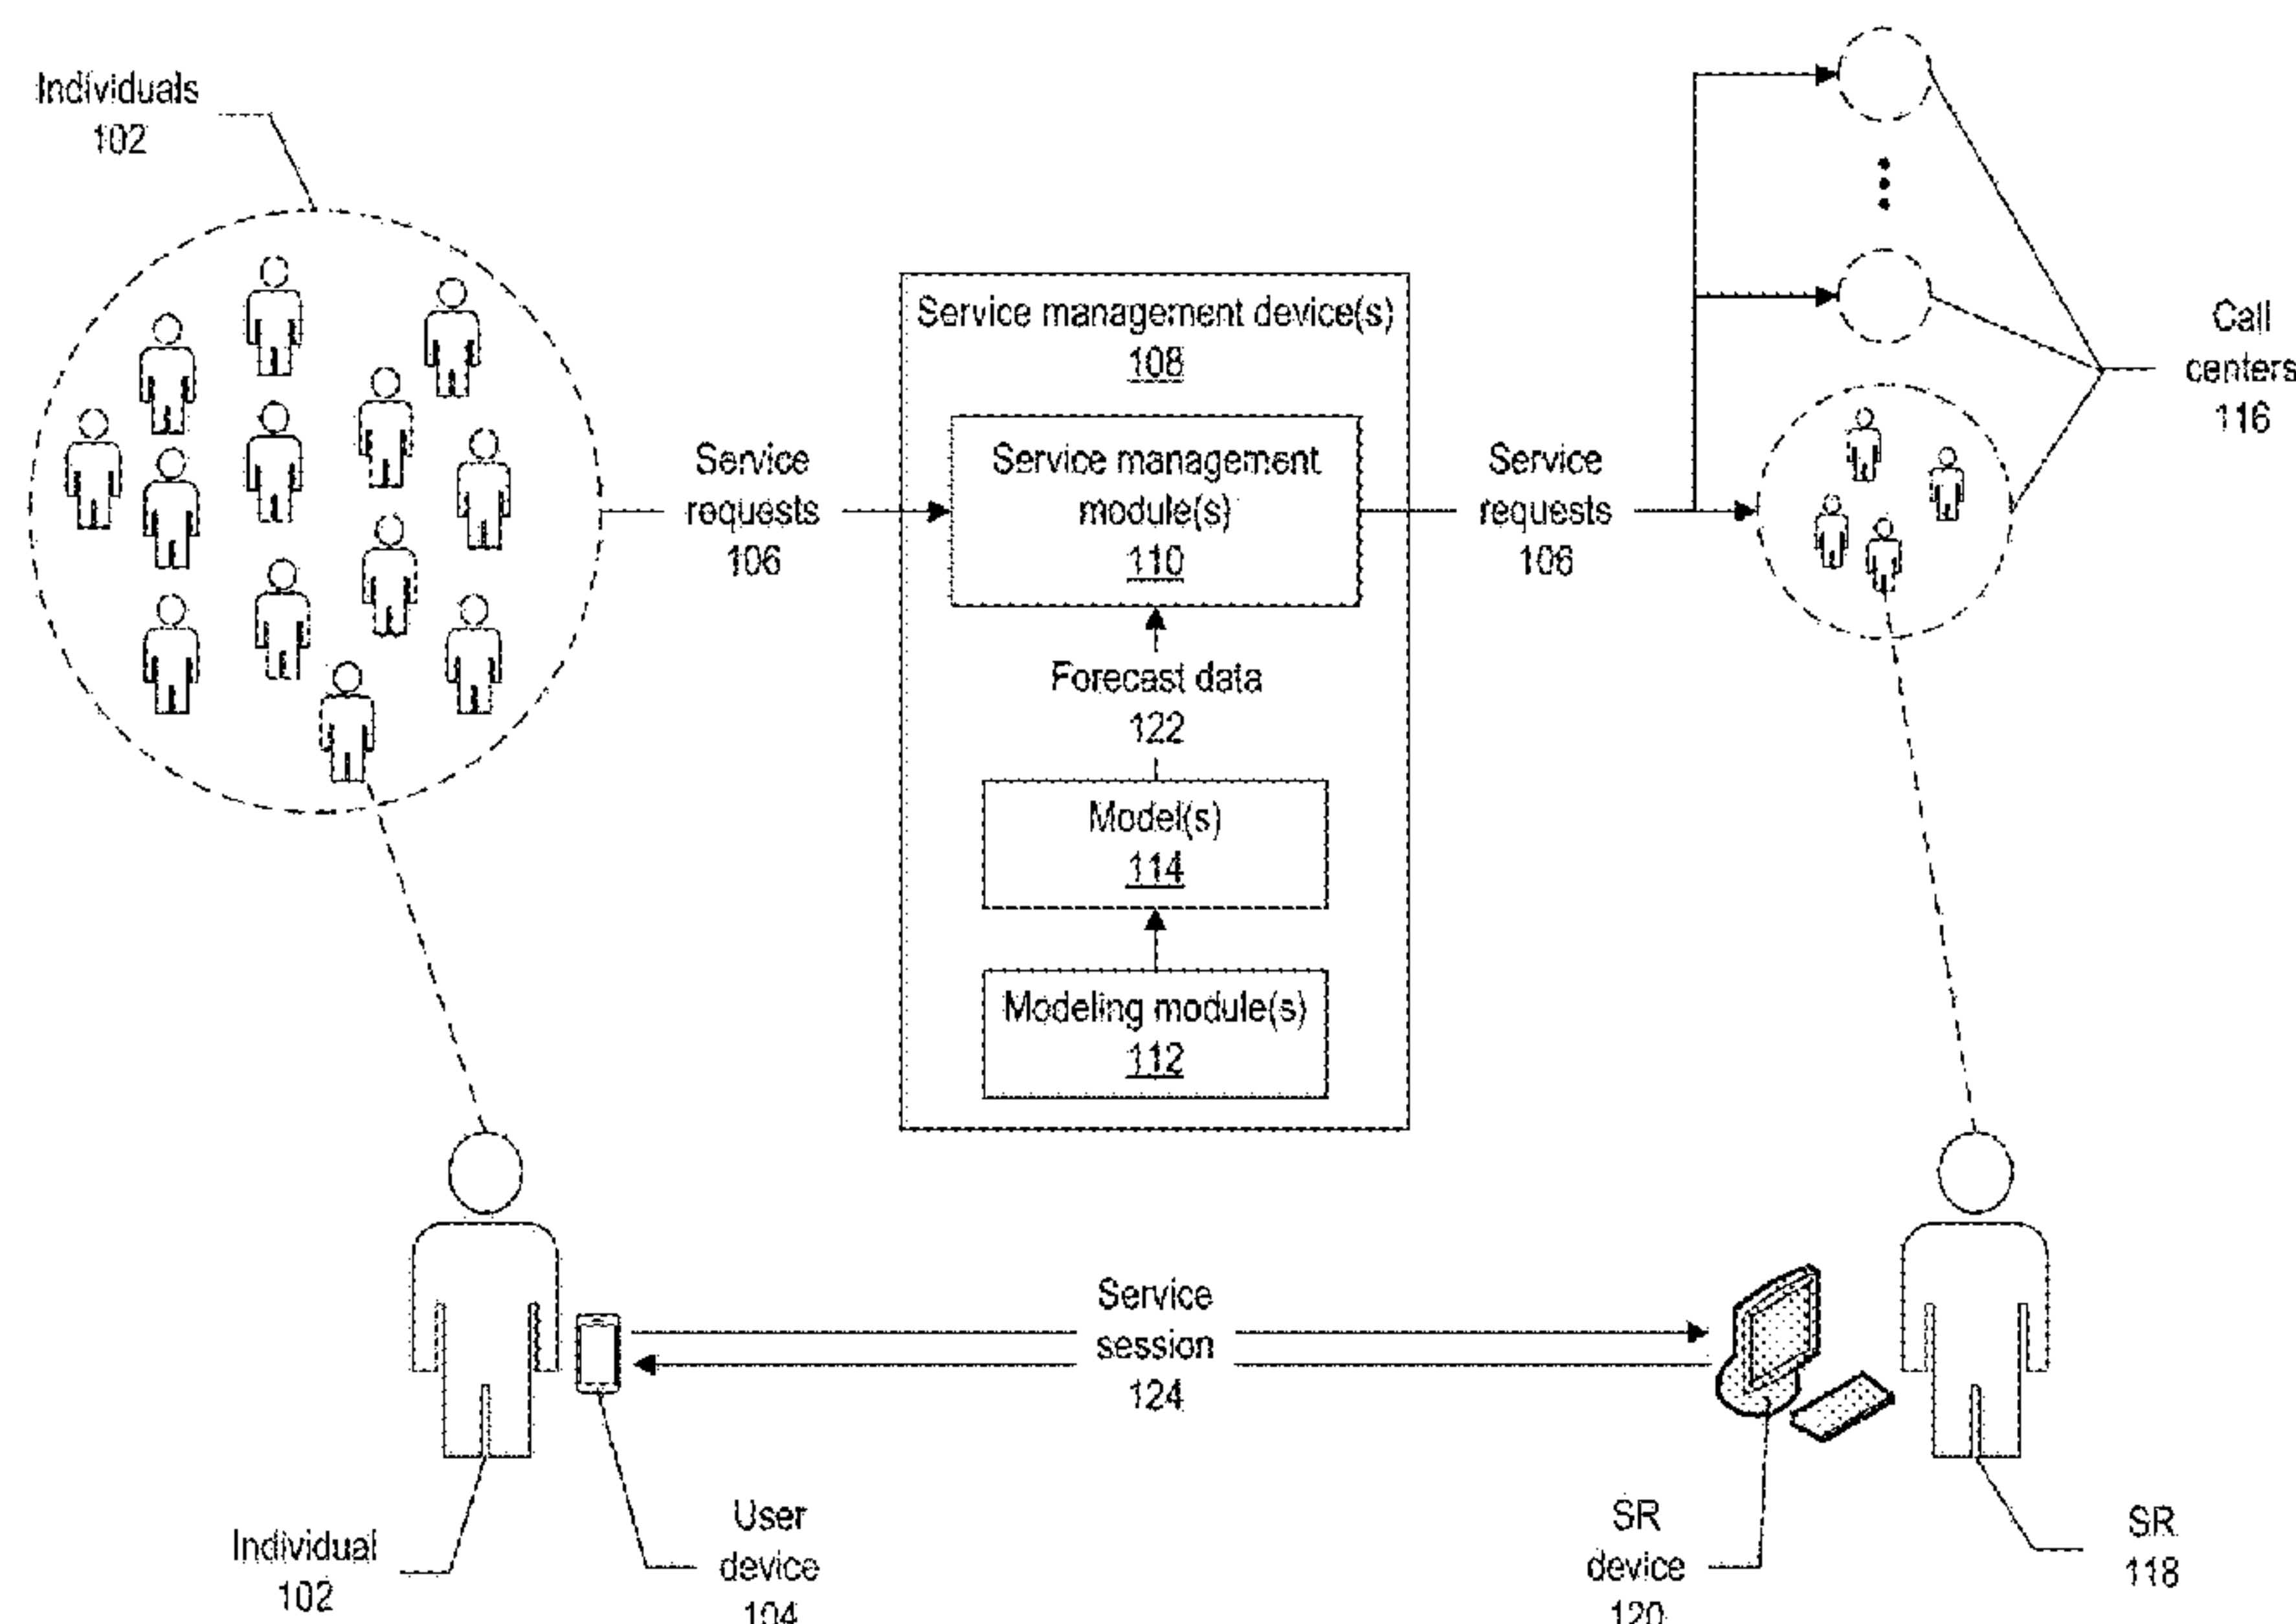 Individuals
102
Service management device(s)
108
Service
requests
106
Service management
module(s)
110
Service
requests
106
Call
centers
116
Forecast data
122
Model(s)
114
Modeling module(s)
112
Service
session
124
Individual
102
User
device
104
SR
device
120
SR
118